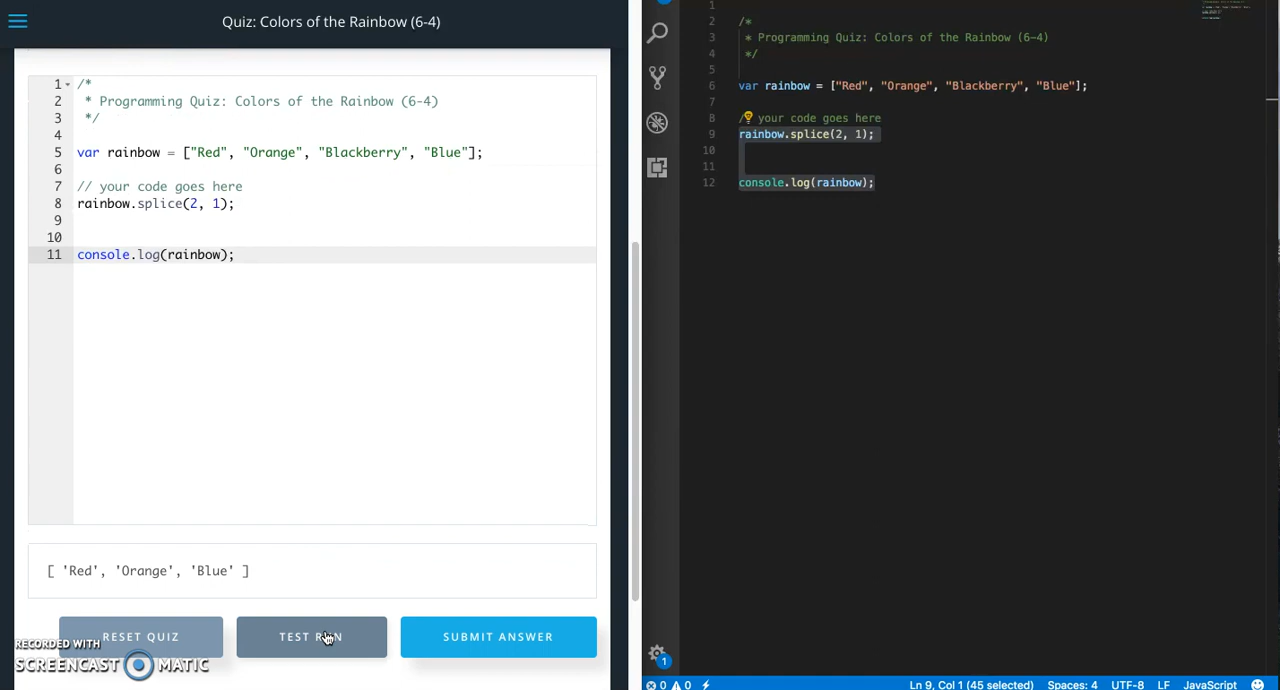 Quiz: Colors of the Rainbow (6-4)
1 /*
2 * Programming Quiz: Colors of the Rainbow (6-4)
3 */
4
5 var rainbow = ["Red", "Orange", "Blackberry", "Blue"];
6
7 // your code goes here
8 rainbow.splice(2, 1);
9
10
11 console.log(rainbow);
[ 'Red', 'Orange', 'Blue' ]
RESET QUIZ
TEST RUN
SUBMIT ANSWER
RECORDED WITH
SCREENCAST MATIC
1
2 /*
3 * Programming Quiz: Colors of the Rainbow (6-4)
4 */
5
6 var rainbow = ["Red", "Orange", "Blackberry", "Blue"];
7
8 / your code goes here
9 rainbow.splice(2, 1);
10
11
12 console.log(rainbow);
1
0 0 Ln 9, Col 1 (45 selected) Spaces: 4 UTF-8 LF JavaScript